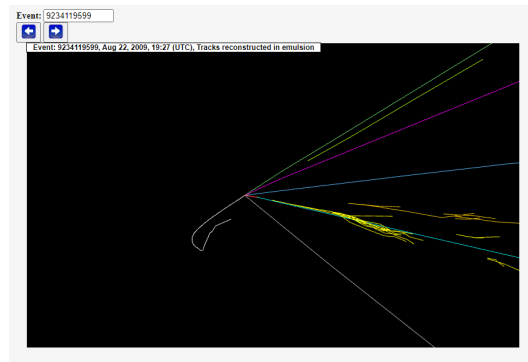 Event: 9234119599
Event: 9234119599, Aug 22, 2009, 19:27 (UTC), Tracks reconstructed in emulsion